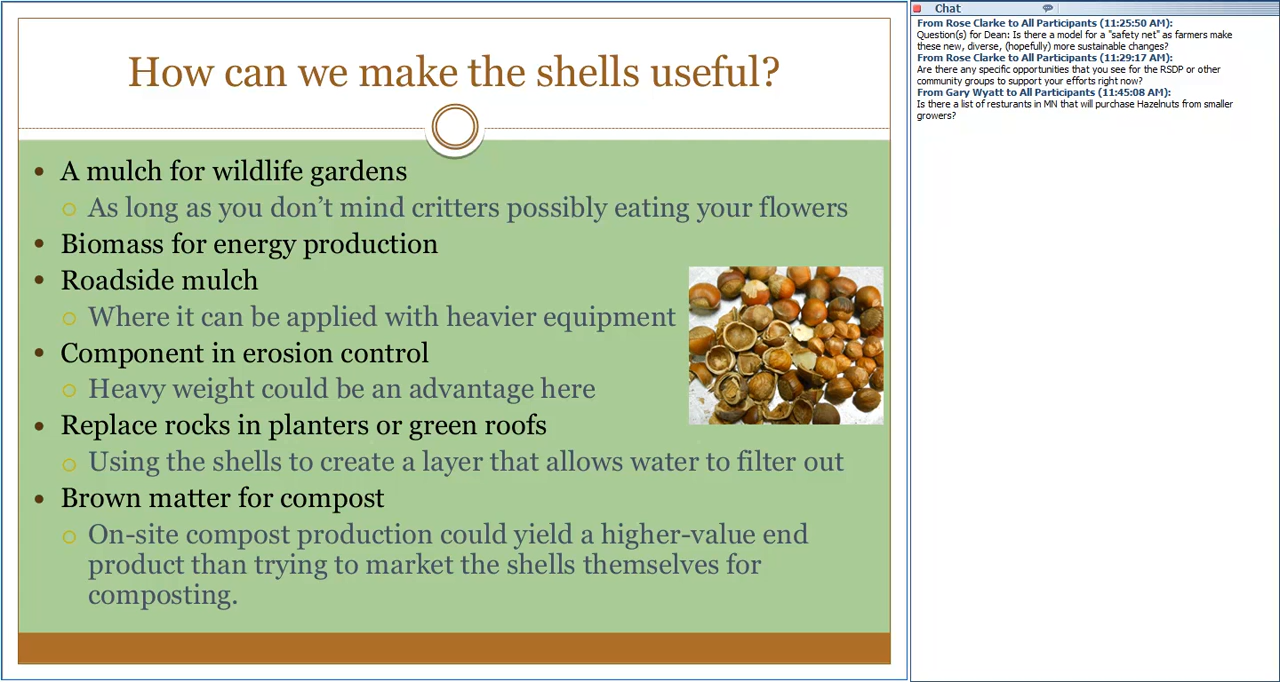 How can we make the shells useful?
• A mulch for wildlife gardens
○ As long as you don’t mind critters possibly eating your flowers
• Biomass for energy production
• Roadside mulch
○ Where it can be applied with heavier equipment
• Component in erosion control
○ Heavy weight could be an advantage here
• Replace rocks in planters or green roofs
○ Using the shells to create a layer that allows water to filter out
• Brown matter for compost
○ On-site compost production could yield a higher-value end
product than trying to market the shells themselves for
composting.
Chat
From Rose Clarke to All Participants (11:25:50 AM):
Question(s) for Dean: Is there a model for a "safety net" as farmers make
these new, diverse, (hopefully) more sustainable changes?
From Rose Clarke to All Participants (11:29:17 AM):
Are there any specific opportunities that you see for the RSDP or other
community groups to support your efforts right now?
From Gary Wyatt to All Participants (11:45:08 AM):
Is there a list of resturants in MN that will purchase Hazelnuts from smaller
growers?